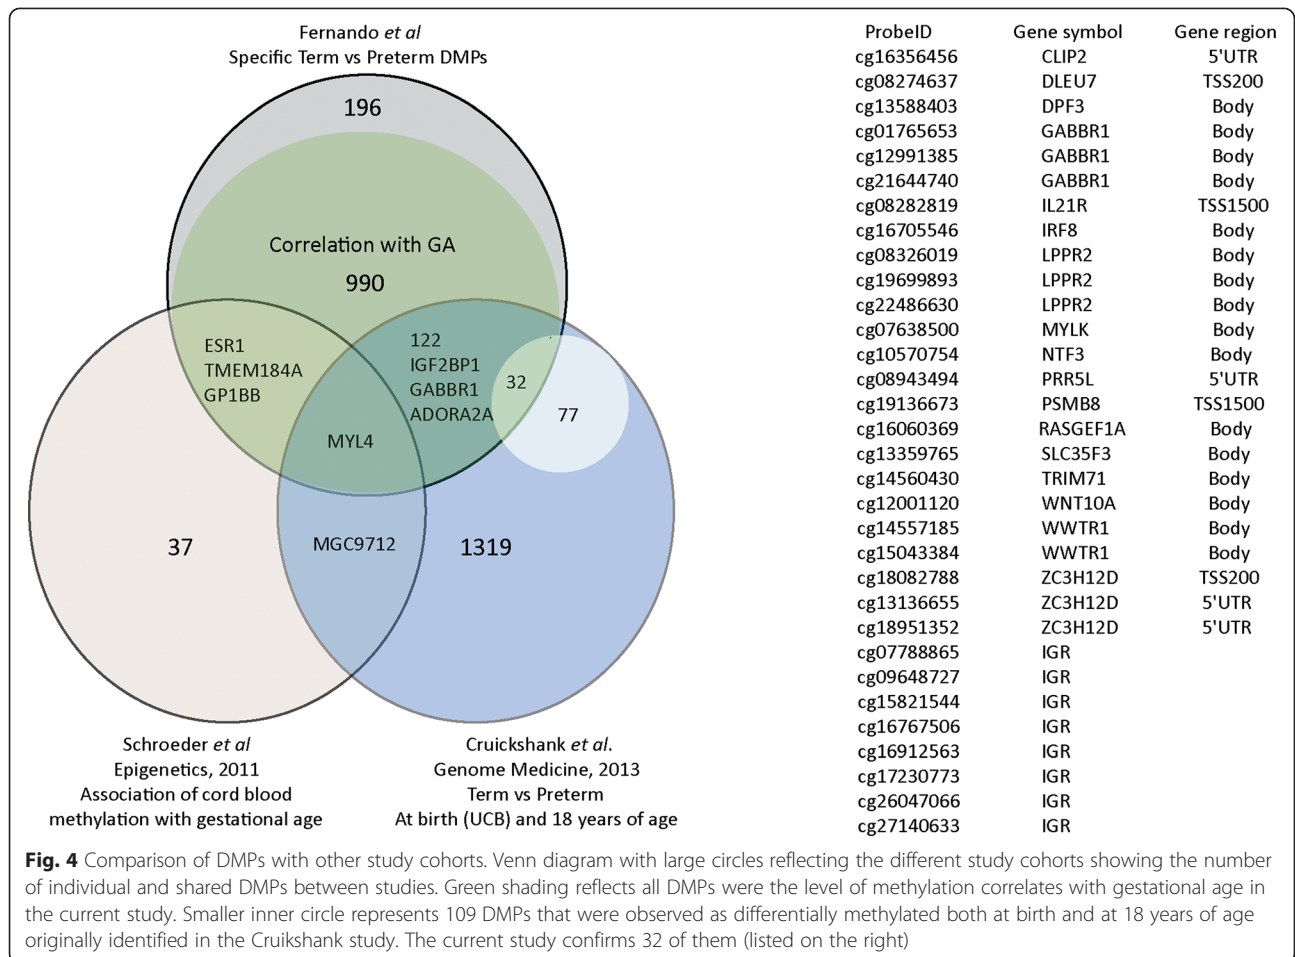 Fernando et al
Specific Term vs Preterm DMPs
196
Correlation with GA
990
ESR1
TMEM184A
GP1BB
122
IGF2BP1
GABBR1
ADORA2A
32
77
MYL4
37
MGC9712
1319
Schroeder et al
Epigenetics, 2011
Association of cord blood
methylation with gestational age
Cruickshank et al.
Genome Medicine, 2013
Term vs Preterm
At birth (UCB) and 18 years of age
ProbeID Gene symbol Gene region
cg16356456 CLIP2 5'UTR
cg08274637 DLEU7 TSS200
cg13588403 DPF3 Body
cg01765653 GABBR1 Body
cg12991385 GABBR1 Body
cg21644740 GABBR1 Body
cg08282819 IL21R TSS1500
cg16705546 IRF8 Body
cg08326019 LPPR2 Body
cg19699893 LPPR2 Body
cg22486630 LPPR2 Body
cg07638500 MYLK Body
cg10570754 NTF3 Body
cg08943494 PRR5L 5'UTR
cg19136673 PSMB8 TSS1500
cg16060369 RASGEF1A Body
cg13359765 SLC35F3 Body
cg14560430 TRIM71 Body
cg12001120 WNT10A Body
cg14557185 WWTR1 Body
cg15043384 WWTR1 Body
cg18082788 ZC3H12D TSS200
cg13136655 ZC3H12D 5'UTR
cg18951352 ZC3H12D 5'UTR
cg07788865 IGR
cg09648727 IGR
cg15821544 IGR
cg16767506 IGR
cg16912563 IGR
cg17230773 IGR
cg26047066 IGR
cg27140633 IGR
Fig. 4 Comparison of DMPs with other study cohorts. Venn diagram with large circles reflecting the different study cohorts showing the number
of individual and shared DMPs between studies. Green shading reflects all DMPs were the level of methylation correlates with gestational age in
the current study. Smaller inner circle represents 109 DMPs that were observed as differentially methylated both at birth and at 18 years of age
originally identified in the Cruikshank study. The current study confirms 32 of them (listed on the right)